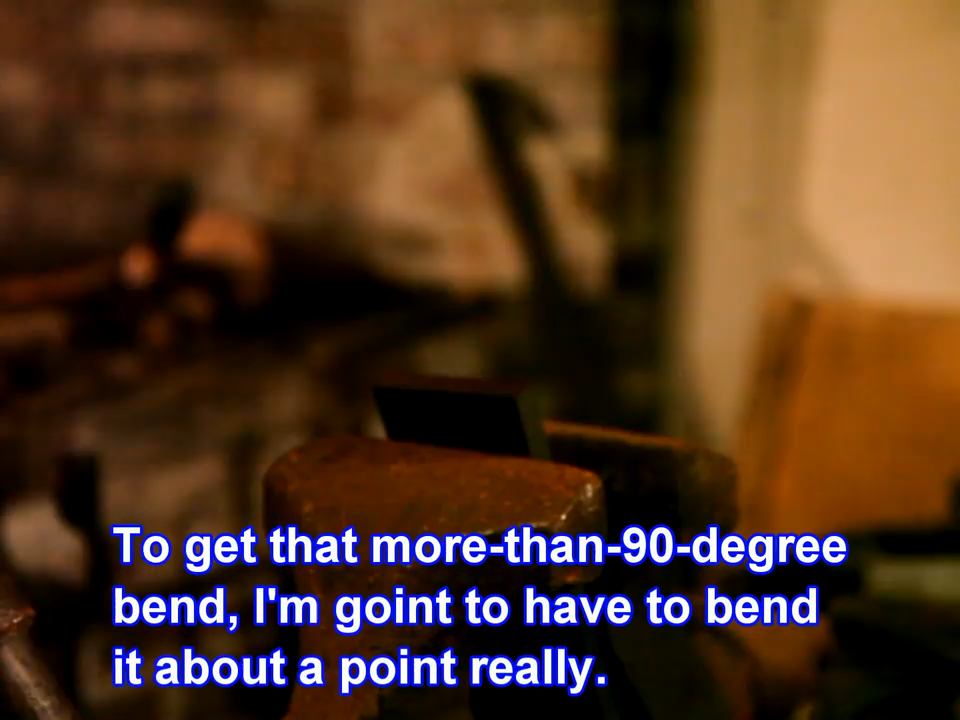 To get that more-than-90-degree
bend, I'm goint to have to bend
it about a point really.